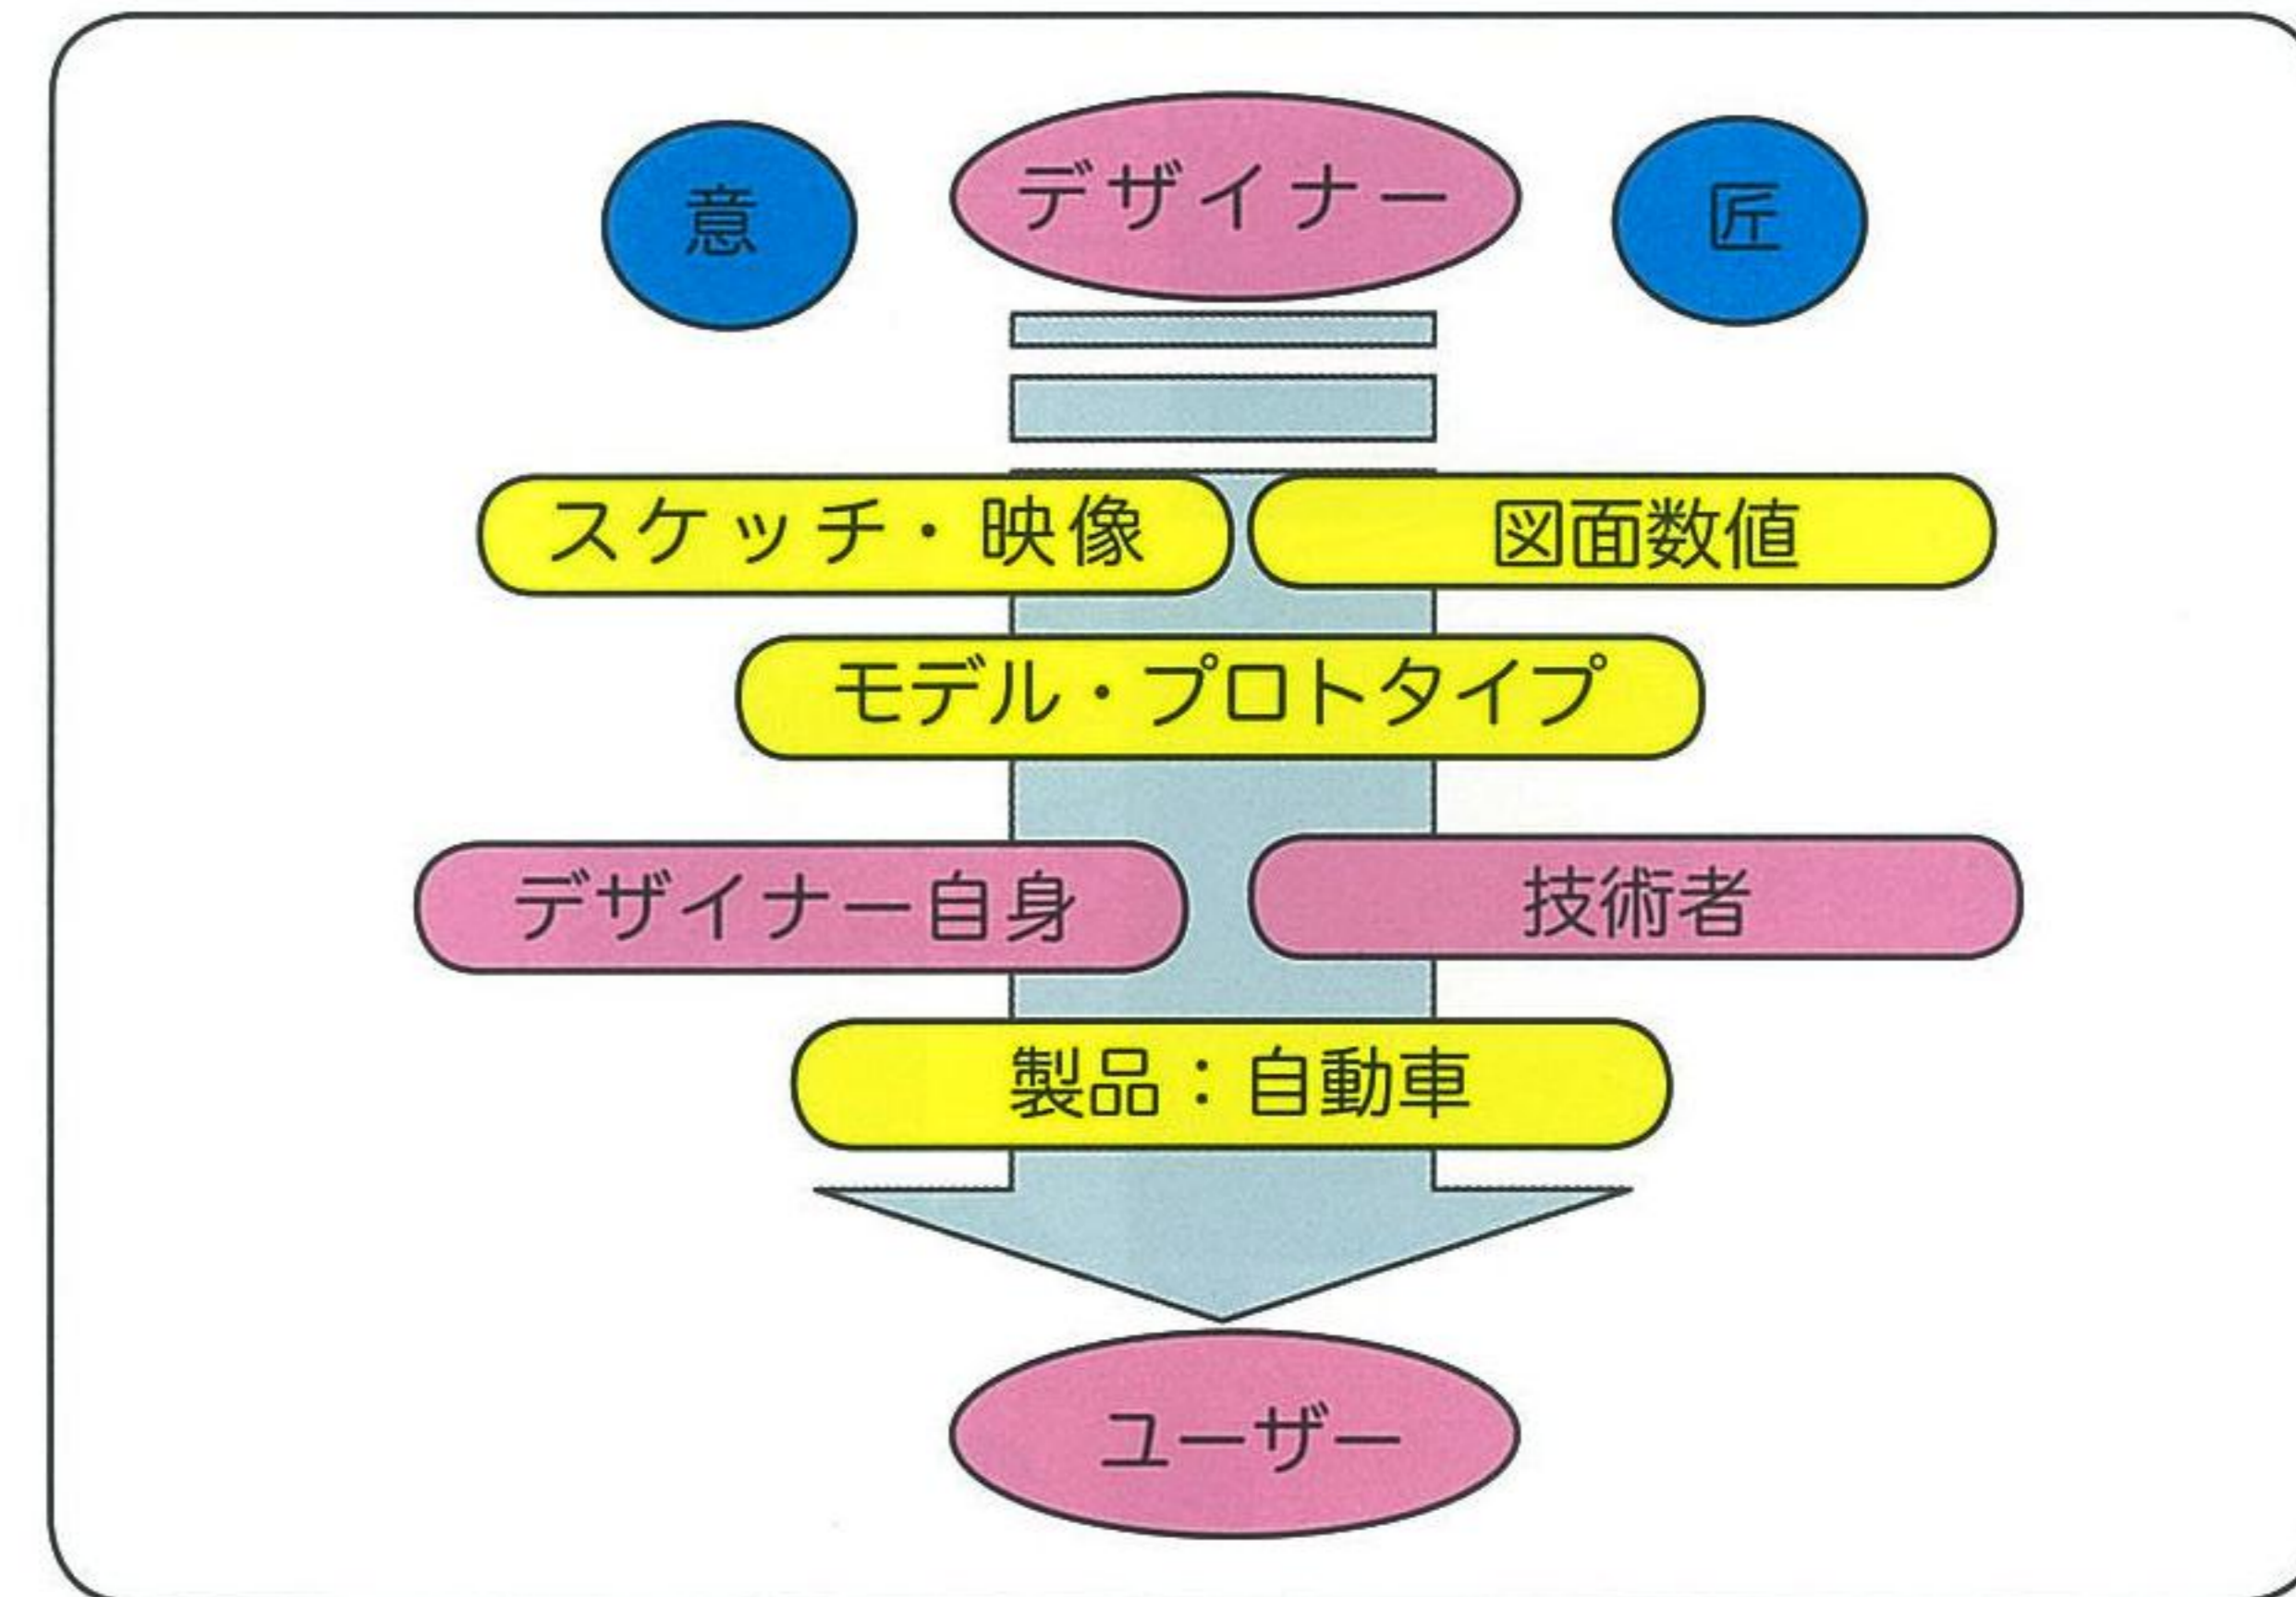 意
デザイナー
匠
スケッチ・映像
図面数値
モデル・プロトタイプ
デザイナー自身
技術者
製品：自動車
ユーザー